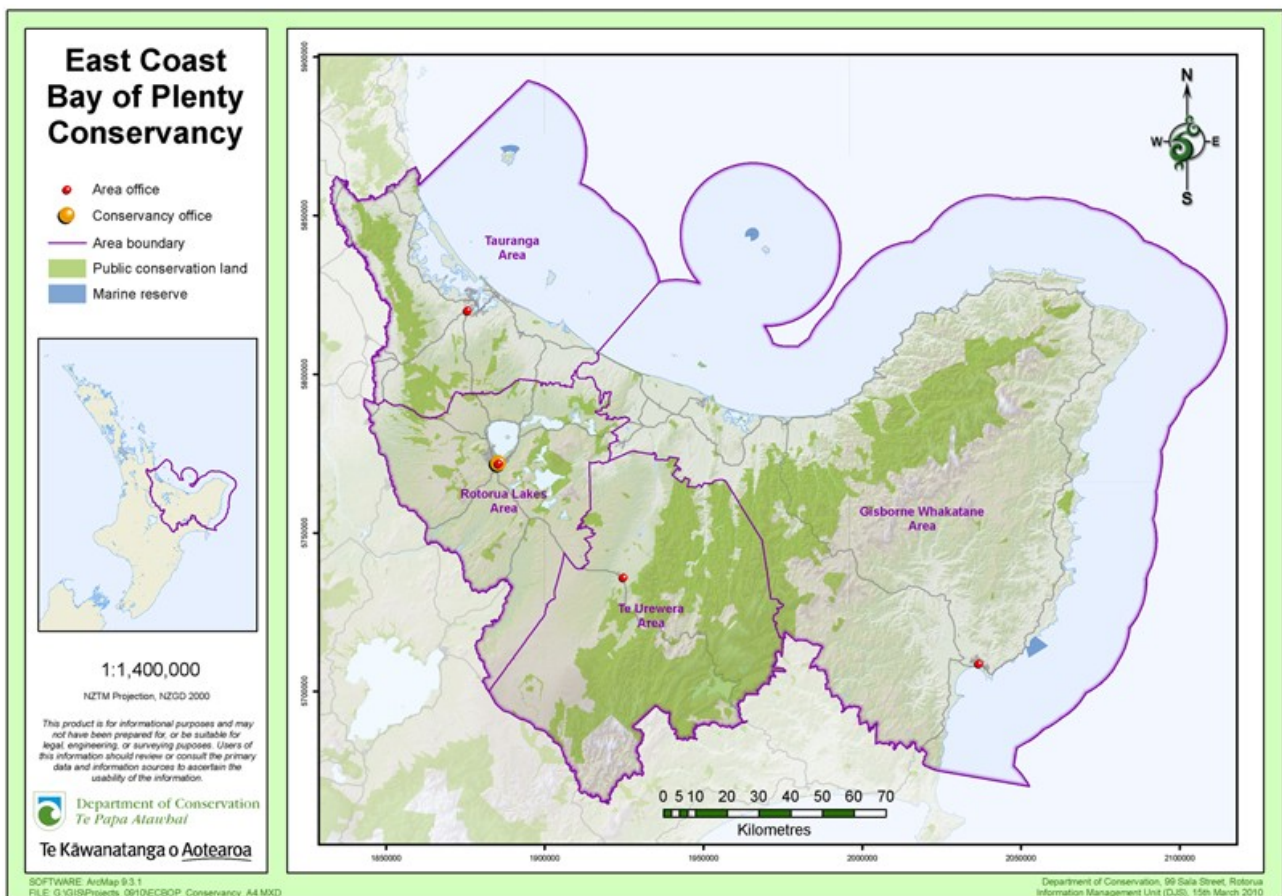 East Coast
Bay of Plenty
Conservancy
Area office
Conservancy office
Area boundary
Public conservation land
Marine reserve
1:1,400,000
NZTM Projection, NZGD 2000
This product is for informational purposes and may
not have been prepared for, or be suitable for
legal, engineering, or surveying puposes. Users of
this information should review or consult the primary
data and information sources to ascertain the
usability of the information.
Department of Conservation
Te Papa Atawhai
Te Kāwanatanga o Aotearoa
SOFTWARE: ArcMap 9.3.1
FILE: G:\GIS\Projects_0910\ECBOP_Conservancy_A4.MXD
5900000
5850000
5800000
5750000
5700000
N
W
E
S
Tauranga
Area
Rotorua Lakes
Area
Gisborne Whakatane
Area
Te Urewera
Area
0 5 10 20 30 40 50 60 70
Kilometres
1850000
1900000
1950000
2000000
2050000
2100000
Department of Conservation, 99 Sala Street, Rotorua
Information Management Unit (DJS), 15th March 2010